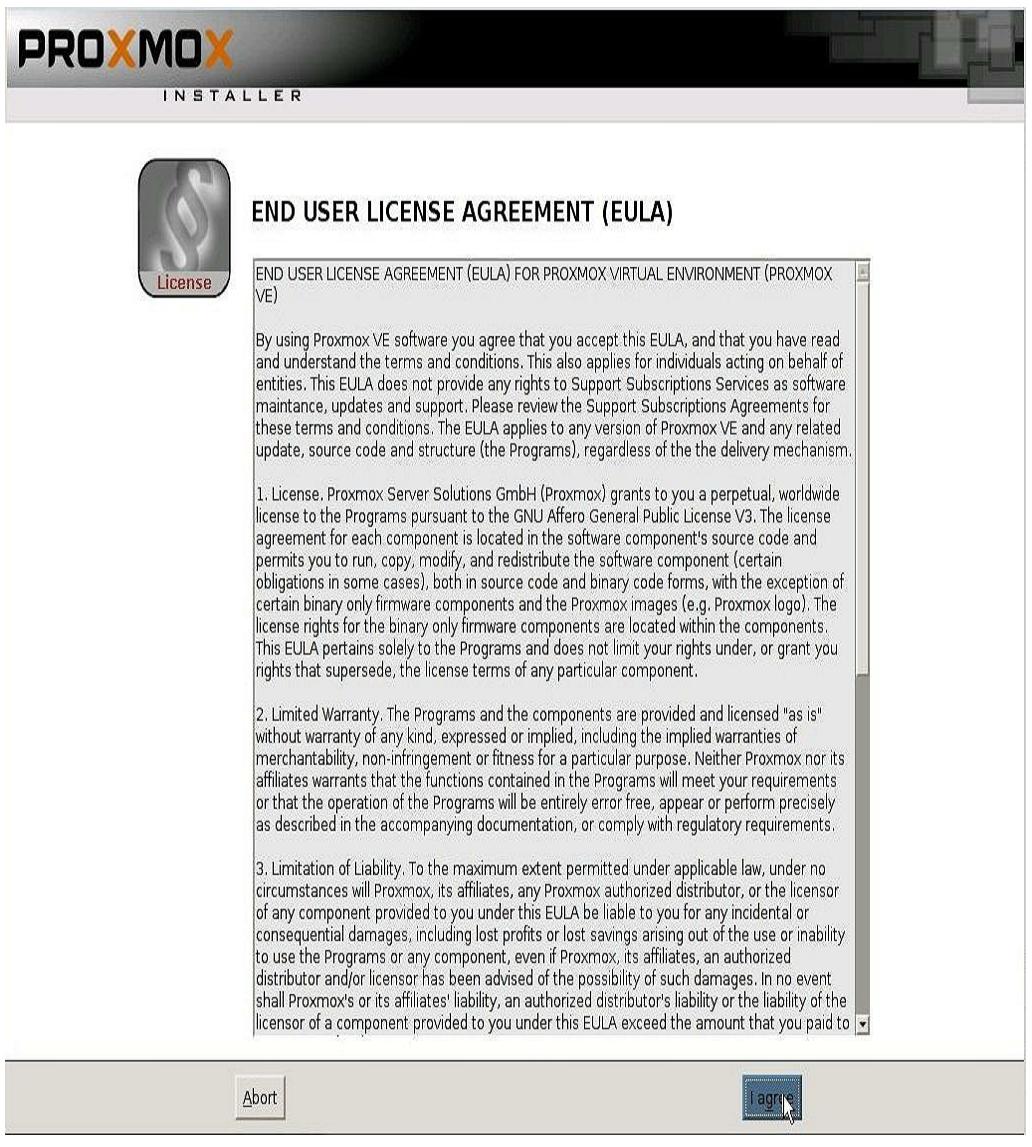 PROXMOX
INSTALLER
License
END USER LICENSE AGREEMENT (EULA)
END USER LICENSE AGREEMENT (EULA) FOR PROXMOX VIRTUAL ENVIRONMENT (PROXMOX
VE)
By using Proxmox VE software you agree that you accept this EULA, and that you have read
and understand the terms and conditions. This also applies for individuals acting on behalf of
entities. This EULA does not provide any rights to Support Subscriptions Services as software
maintance, updates and support. Please review the Support Subscriptions Agreements for
these terms and conditions. The EULA applies to any version of Proxmox VE and any related
update, source code and structure (the Programs), regardless of the the delivery mechanism.
1. License. Proxmox Server Solutions GmbH (Proxmox) grants to you a perpetual, worldwide
license to the Programs pursuant to the GNU Affero General Public License V3. The license
agreement for each component is located in the software component's source code and
permits you to run, copy, modify, and redistribute the software component (certain
obligations in some cases), both in source code and binary code forms, with the exception of
certain binary only firmware components and the Proxmox images (e.g. Proxmox logo). The
license rights for the binary only firmware components are located within the components.
This EULA pertains solely to the Programs and does not limit your rights under, or grant you
rights that supersede, the license terms of any particular component.
2. Limited Warranty. The Programs and the components are provided and licensed "as is"
without warranty of any kind, expressed or implied, including the implied warranties of
merchantability, non-infringement or fitness for a particular purpose. Neither Proxmox nor its
affiliates warrants that the functions contained in the Programs will meet your requirements
or that the operation of the Programs will be entirely error free, appear or perform precisely
as described in the accompanying documentation, or comply with regulatory requirements.
3. Limitation of Liability. To the maximum extent permitted under applicable law, under no
circumstances will Proxmox, its affiliates, any Proxmox authorized distributor, or the licensor
of any component provided to you under this EULA be liable to you for any incidental or
consequential damages, including lost profits or lost savings arising out of the use or inability
to use the Programs or any component, even if Proxmox, its affiliates, an authorized
distributor and/or licensor has been advised of the possibility of such damages. In no event
shall Proxmox's or its affiliates' liability, an authorized distributor's liability or the liability of the
licensor of a component provided to you under this EULA exceed the amount that you paid to
Abort
I agree